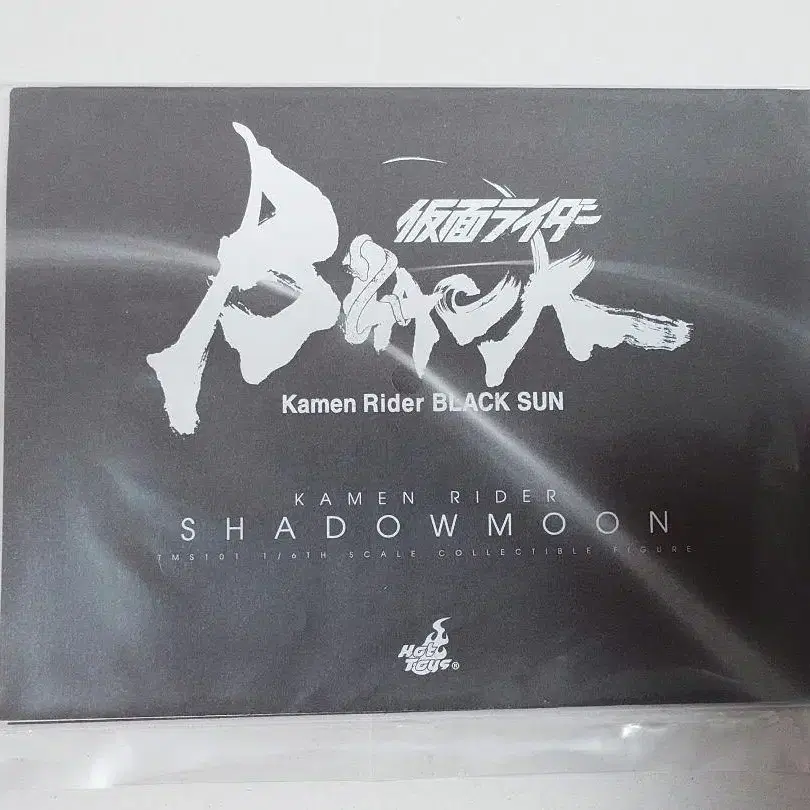 仮面ライダー
BLACK
Kamen Rider BLACK SUN
KAMEN RIDER
SHADOWMOON
TMS101 1/6TH SCALE COLLECTIBLE FIGURE
Hot
Toys®